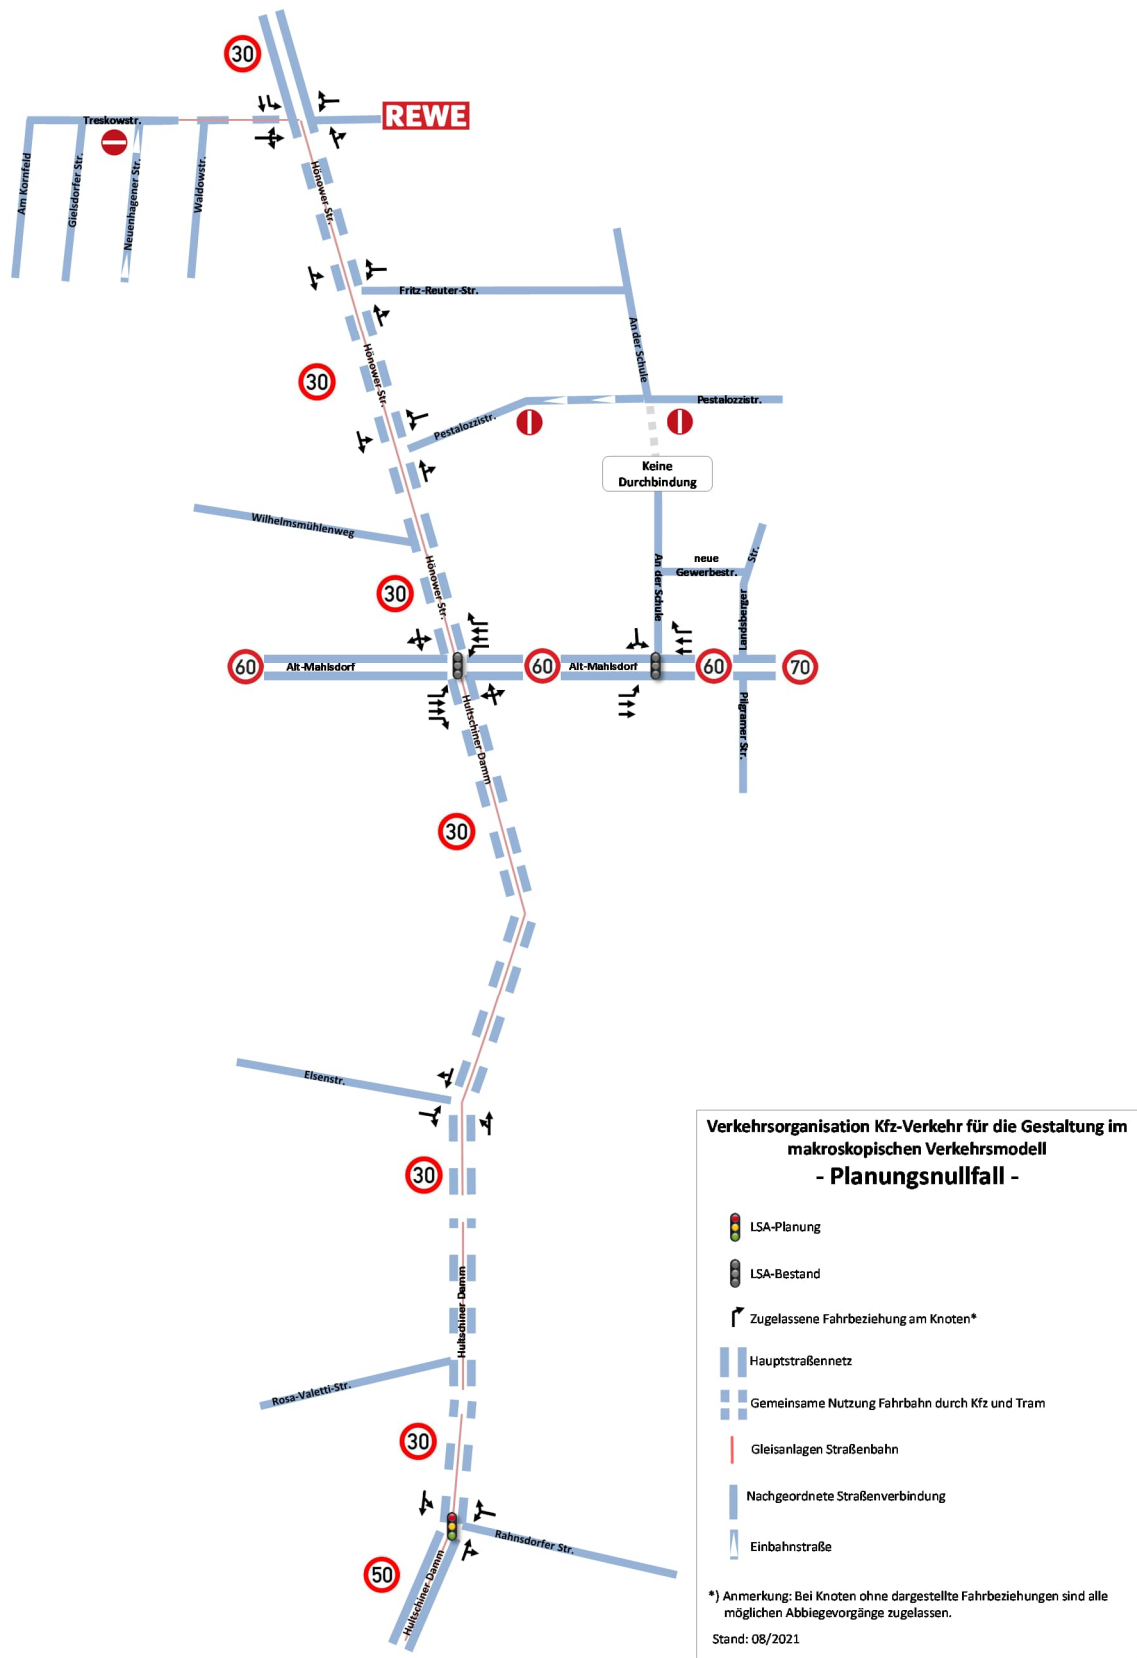 30
REWE
Treskowstr.
Am Kornfeld
Gielsdorfer Str.
Neuenhagener Str.
Waldowstr.
Hönower Str.
Fritz-Reuter-Str.
An der Schule
30
Hönower Str.
Pestalozzistr.
Pestalozzistr.
Keine
Durchbindung
Wilhelmsmühlenweg
Hönower Str.
30
An der Schule
neue
Gewerbestr.
Landsberger
Str.
60
Alt-Mahlsdorf
60
Alt-Mahlsdorf
60
70
Hultschiner Damm
Pilgramer Str.
30
Elsenstr.
30
Hultschiner Damm
Rosa-Valetti-Str.
30
Rahnsdorfer Str.
50
Hultschiner Damm
Verkehrsorganisation Kfz-Verkehr für die Gestaltung im
makroskopischen Verkehrsmodell
- Planungsnullfall -
LSA-Planung
LSA-Bestand
Zugelassene Fahrbeziehung am Knoten*
Hauptstraßennetz
Gemeinsame Nutzung Fahrbahn durch Kfz und Tram
Gleisanlagen Straßenbahn
Nachgeordnete Straßenverbindung
Einbahnstraße
*) Anmerkung: Bei Knoten ohne dargestellte Fahrbeziehungen sind alle
möglichen Abbiegevorgänge zugelassen.
Stand: 08/2021